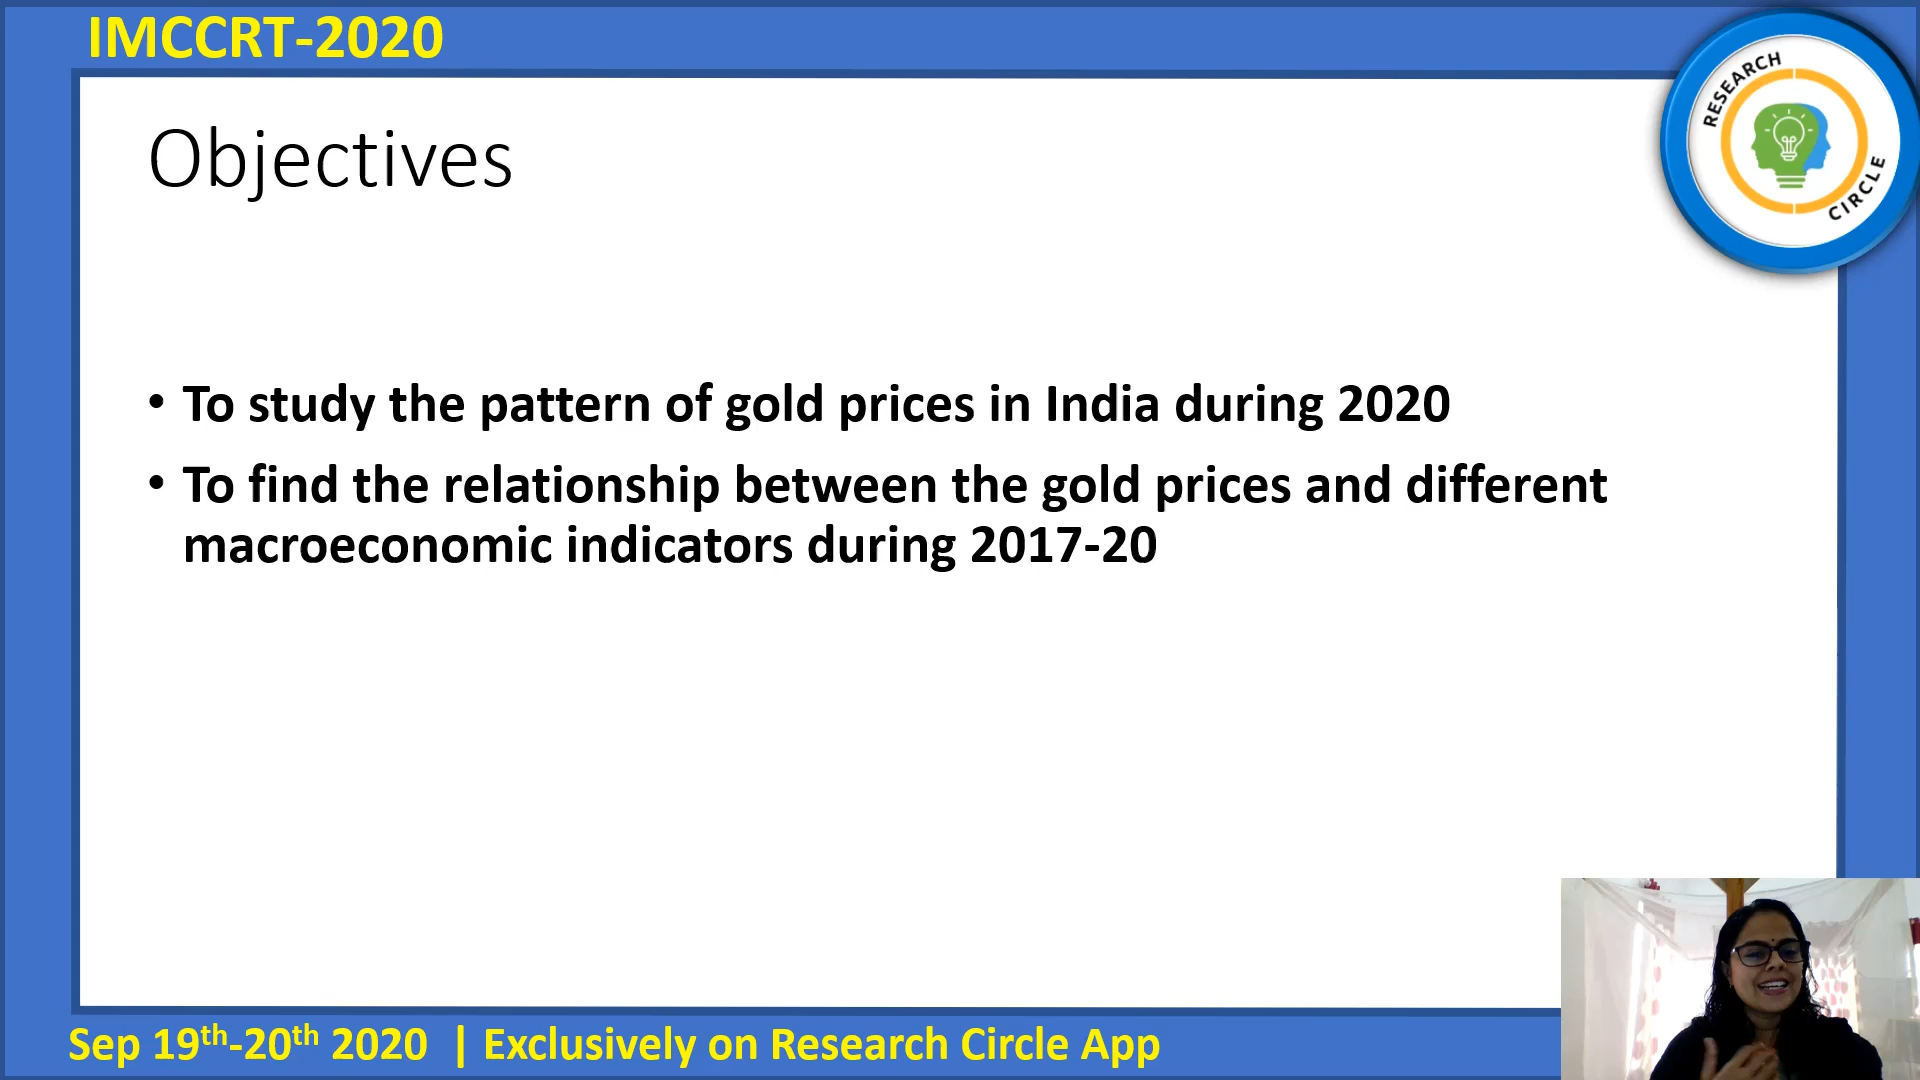 IMCCRT-2020
RESEARCH
CIRCLE
Objectives
• To study the pattern of gold prices in India during 2020
• To find the relationship between the gold prices and different
macroeconomic indicators during 2017-20
Sep 19th-20th 2020 | Exclusively on Research Circle App